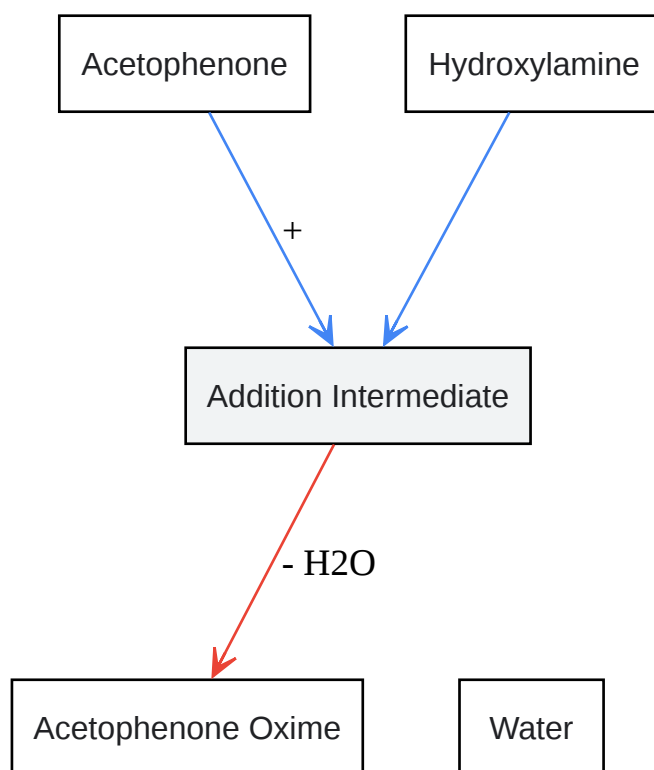 Acetophenone
Hydroxylamine
+
Addition Intermediate
- H2O
Acetophenone Oxime
Water